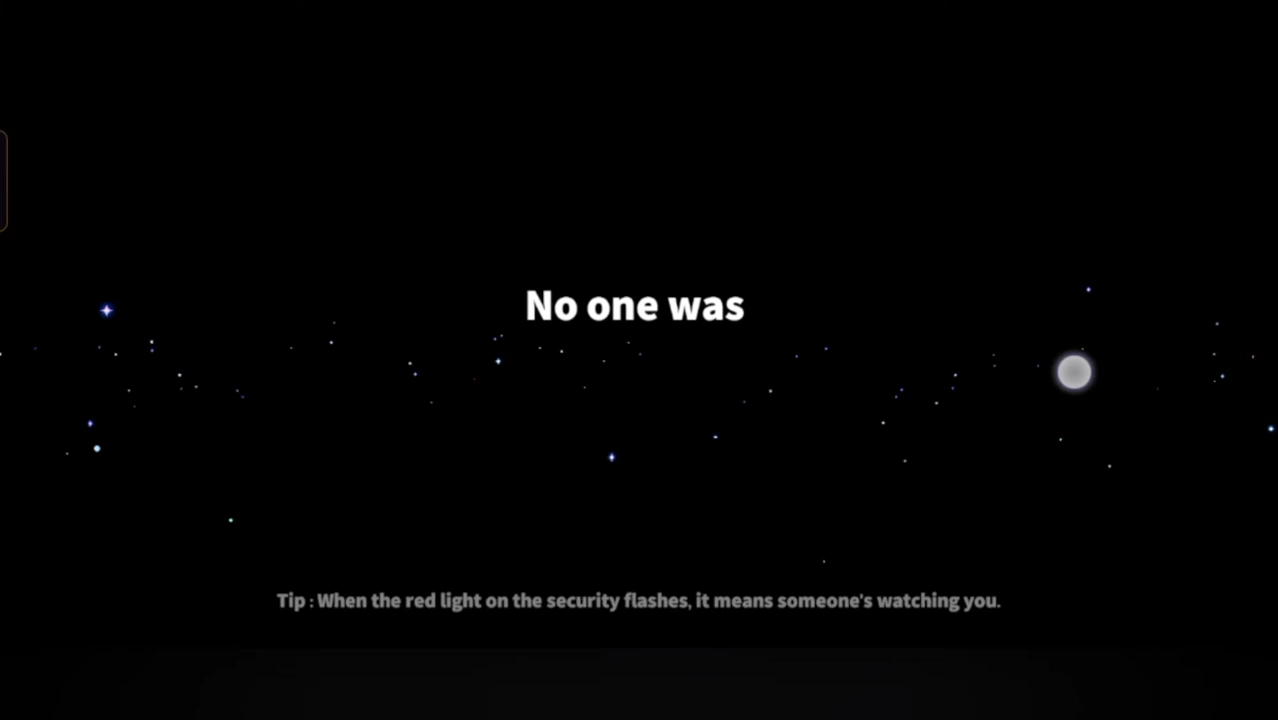 No one was
Tip : When the red light on the security flashes, it means someone's watching you.